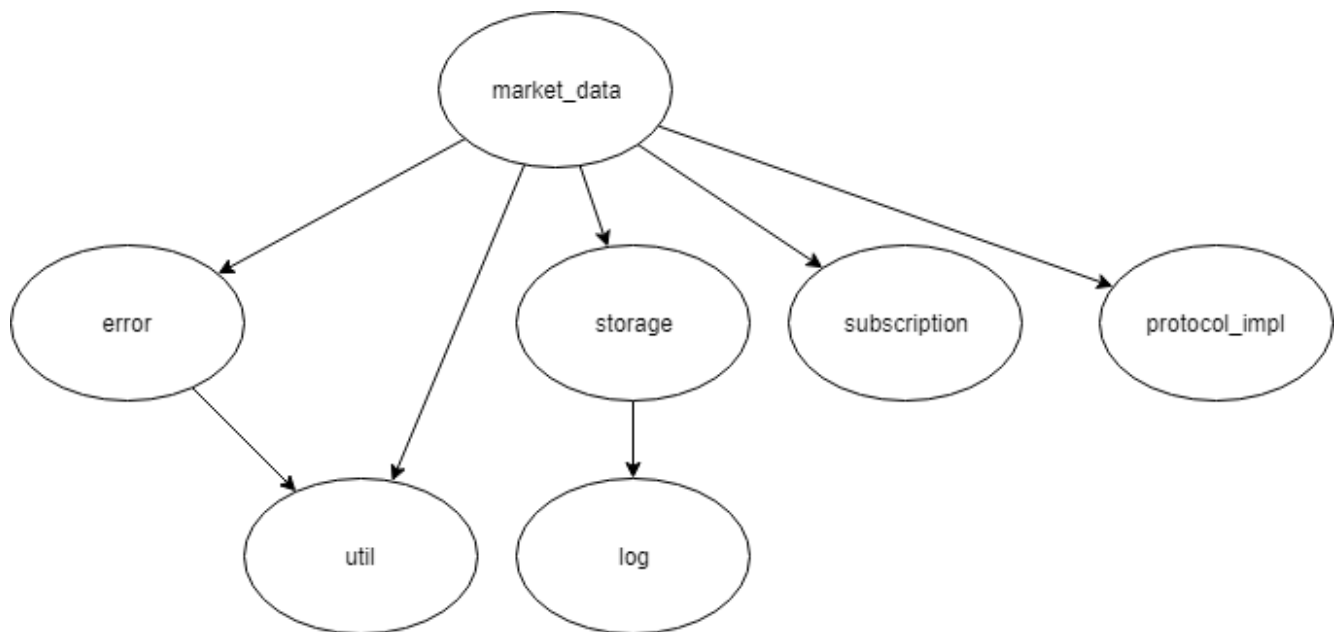 market_data
error
storage
subscription
protocol_impl
util
log